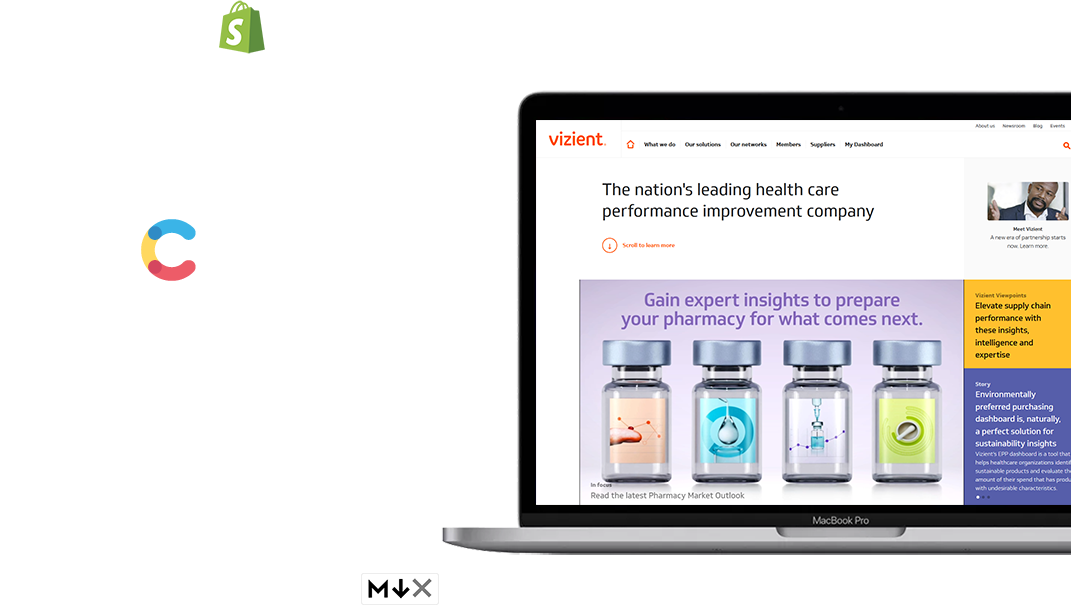 vizient
About us Newsroom Blog Events
What we do Our solutions Our networks Members Suppliers My Dashboard
The nation's leading health care
performance improvement company
Scroll to learn more
Meet Vizient
A new era of partnership starts
now. Learn more
Gain expert insights to prepare
your pharmacy for what comes next.
In focus
Read the latest Pharmacy Market Outlook
Vizient Viewpoints
Elevate supply chain
performance with
these insights,
intelligence and
expertise
Story
Environmentally
preferred purchasing
dashboard is, naturally,
a perfect solution for
sustainability insights
Vizient's EPP dashboard is a tool that
helps healthcare organizations identif
sustainable products and evaluate the
amount of their spend that has produ
with undesirable characteristics.
MacBook Pro
M↓X